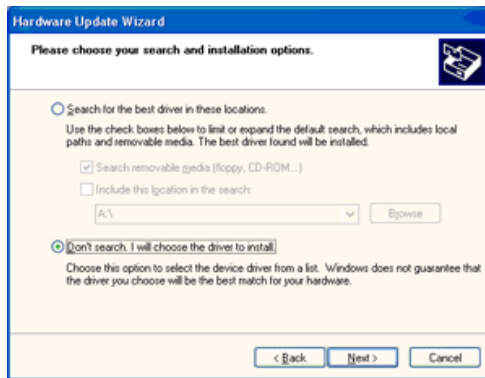 Hardware Update Wizard
Please choose your search and installation options.
Search for the best driver in these locations.
Use the check boxes below to limit or expand the default search, which includes local
paths and removable media. The best driver found will be installed.
Search removable media (floppy, CD-ROM...)
Include this location in the search:
A:\
Browse
Don't search. I will choose the driver to install.
Choose this option to select the device driver from a list. Windows does not guarantee that
the driver you choose will be the best match for your hardware.
< Back
Next >
Cancel